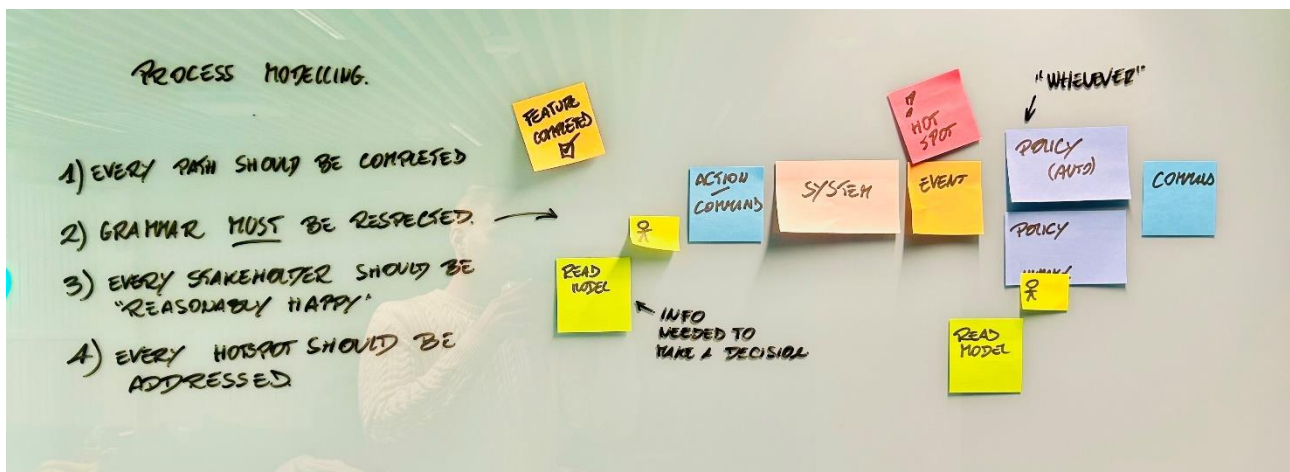 PROCESS MODELLING.
1) EVERY PATH SHOULD BE COMPLETED
2) GRAMMAR MUST BE RESPECTED.
3) EVERY STAKEHOLDER SHOULD BE
"REASONABLY HAPPY"
4) EVERY HOTSPOT SHOULD BE
ADDRESSED.
FEATURE
COMPLETED
READ
MODEL
INFO
NEEDED TO
MAKE A DECISION
ACTION
COMMAND
SYSTEM
!
HOT
SPOT
EVENT
"WHENEVER"
POLICY
(AUTO)
POLICY
READ
MODEL